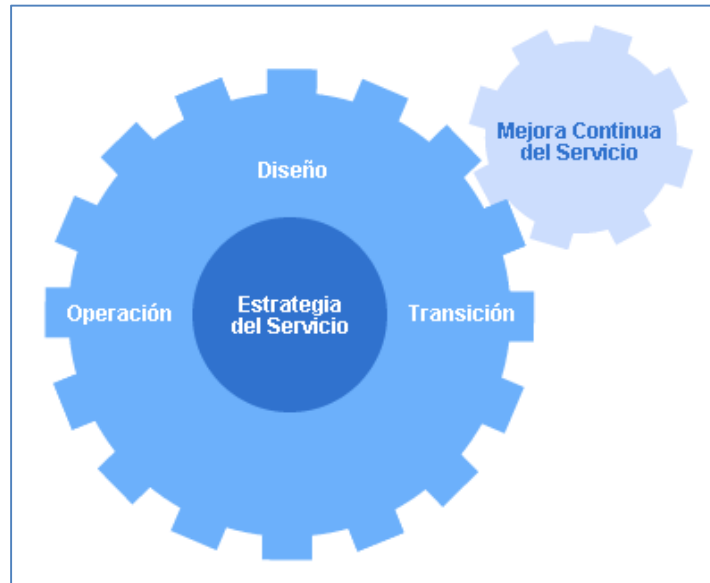 Mejora Continua
del Servicio
Diseño
Operación
Estrategia
del Servicio
Transición